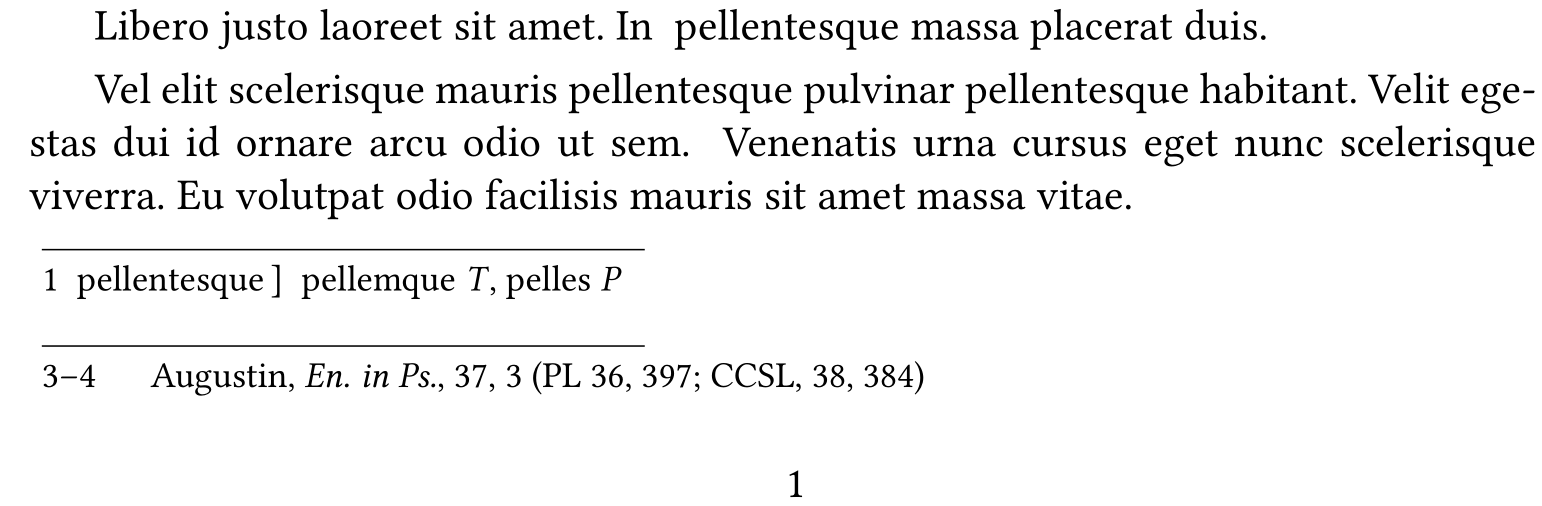 Libero justo laoreet sit amet. In pellentesque massa placerat duis.
Vel elit scelerisque mauris pellentesque pulvinar pellentesque habitant. Velit ege-
stas dui id ornare arcu odio ut sem. Venenatis urna cursus eget nunc scelerisque
viverra. Eu volutpat odio facilisis mauris sit amet massa vitae.
1 pellentesque ] pellemque T, pelles P
3–4 Augustin, En. in Ps., 37, 3 (PL 36, 397; CCSL, 38, 384)
1